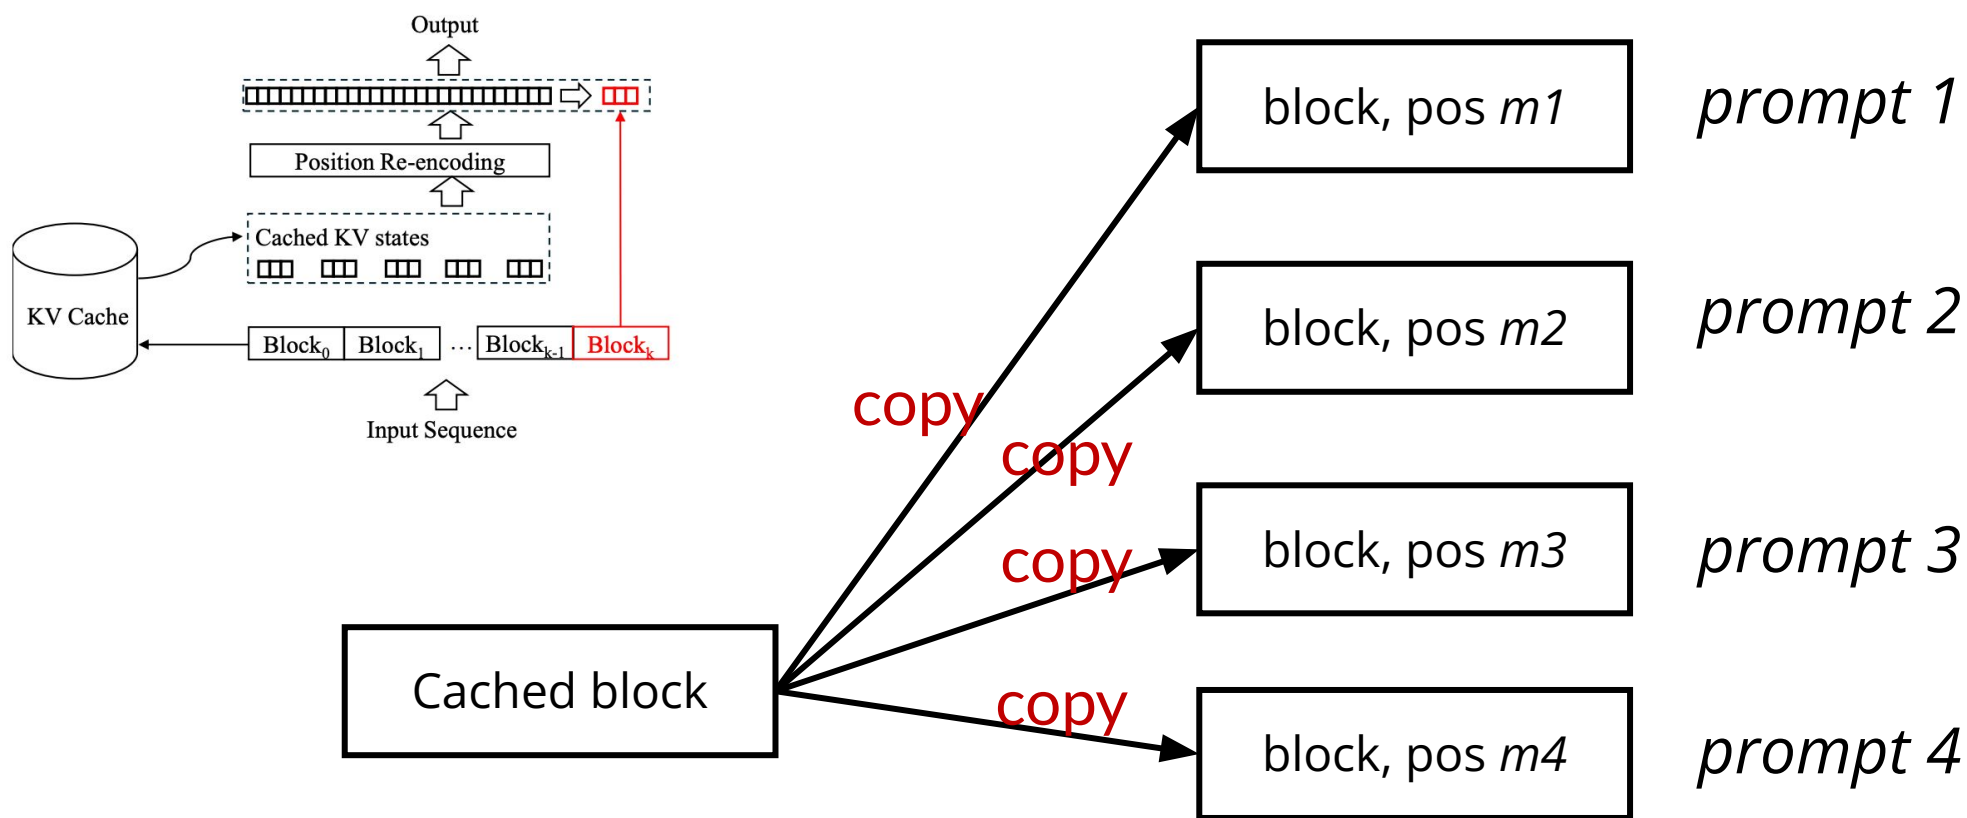 Output
Position Re-encoding
Cached KV states
KV Cache
Block0 Block1 ... Blockk-1 Blockk
Input Sequence
block, pos m1 prompt 1
block, pos m2 prompt 2
copy
copy
copy
block, pos m3 prompt 3
Cached block
copy
block, pos m4 prompt 4